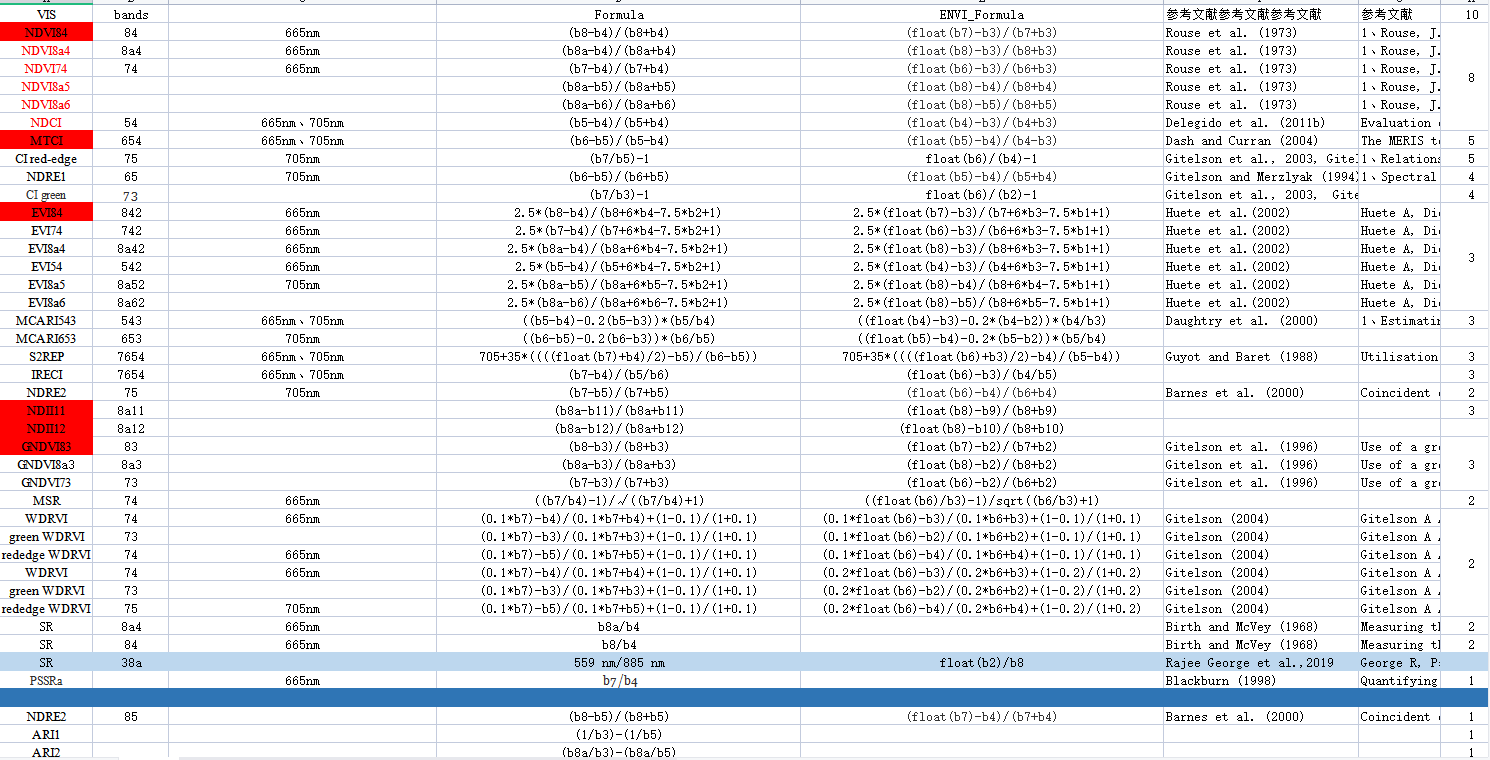 VIS bands nm Formula ENVI_Formula 参考文献参考文献参考文献 参考文献 10
NDVI84 84 665nm (b8-b4)/(b8+b4) (float(b7)-b3)/(b7+b3) Rouse et al. (1973) 1、Rouse, J.
NDVI8a4 8a4 665nm (b8a-b4)/(b8a+b4) (float(b8)-b3)/(b8+b3) Rouse et al. (1973) 1、Rouse, J.
NDVI74 74 665nm (b7-b4)/(b7+b4) (float(b6)-b3)/(b6+b3) Rouse et al. (1973) 1、Rouse, J.
NDVI8a5 (b8a-b5)/(b8a+b5) (float(b8)-b4)/(b8+b4) Rouse et al. (1973) 1、Rouse, J. 8
NDVI8a6 (b8a-b6)/(b8a+b6) (float(b8)-b5)/(b8+b5) Rouse et al. (1973) 1、Rouse, J.
NDCI 54 665nm、705nm (b5-b4)/(b5+b4) (float(b4)-b3)/(b4+b3) Delegido et al. (2011b) Evaluation
MTCI 654 665nm、705nm (b6-b5)/(b5-b4) (float(b5)-b4)/(b4-b3) Dash and Curran (2004) The MERIS 5
CI red-edge 75 705nm (b7/b5)-1 float(b6)/(b4)-1 Gitelson et al., 2003, Gitel 1、Relations 5
NDRE1 65 705nm (b6-b5)/(b6+b5) (float(b5)-b4)/(b5+b4) Gitelson and Merzlyak (1994) 1、Spectral 4
CI green 73 (b7/b3)-1 float(b6)/(b2)-1 Gitelson et al., 2003, Gite 4
EVI84 842 665nm 2.5*(b8-b4)/(b8+6*b4-7.5*b2+1) 2.5*(float(b7)-b3)/(b7+6*b3-7.5*b1+1) Huete et al.(2002) Huete A, Di
EVI74 742 665nm 2.5*(b7-b4)/(b7+6*b4-7.5*b2+1) 2.5*(float(b6)-b3)/(b6+6*b3-7.5*b1+1) Huete et al.(2002) Huete A, Di
EVI8a4 8a42 665nm 2.5*(b8a-b4)/(b8a+6*b4-7.5*b2+1) 2.5*(float(b8)-b3)/(b8+6*b3-7.5*b1+1) Huete et al.(2002) Huete A, Di
EVI54 542 665nm 2.5*(b5-b4)/(b5+6*b4-7.5*b2+1) 2.5*(float(b4)-b3)/(b4+6*b3-7.5*b1+1) Huete et al.(2002) Huete A, Di 3
EVI8a5 8a52 705nm 2.5*(b8a-b5)/(b8a+6*b5-7.5*b2+1) 2.5*(float(b8)-b4)/(b8+6*b4-7.5*b1+1) Huete et al.(2002) Huete A, Di
EVI8a6 8a62 2.5*(b8a-b6)/(b8a+6*b6-7.5*b2+1) 2.5*(float(b8)-b5)/(b8+6*b5-7.5*b1+1) Huete et al.(2002) Huete A, Di
MCARI543 543 665nm、705nm ((b5-b4)-0.2(b5-b3))*(b5/b4) ((float(b4)-b3)-0.2*(b4-b2))*(b4/b3) Daughtry et al. (2000) 1、Estimatin 3
MCARI653 653 705nm ((b6-b5)-0.2(b6-b3))*(b6/b5) ((float(b5)-b4)-0.2*(b5-b2))*(b5/b4)
S2REP 7654 665nm、705nm 705+35*((((float(b7)+b4)/2)-b5)/(b6-b5)) 705+35*((((float(b6)+b3)/2)-b4)/(b5-b4)) Guyot and Baret (1988) Utilisation 3
IRECI 7654 665nm、705nm (b7-b4)/(b5/b6) (float(b6)-b3)/(b4/b5) 3
NDRE2 75 705nm (b7-b5)/(b7+b5) (float(b6)-b4)/(b6+b4) Barnes et al. (2000) Coincident 2
NDII11 8a11 (b8a-b11)/(b8a+b11) (float(b8)-b9)/(b8+b9) 3
NDII12 8a12 (b8a-b12)/(b8a+b12) (float(b8)-b10)/(b8+b10)
GNDVI83 83 (b8-b3)/(b8+b3) (float(b7)-b2)/(b7+b2) Gitelson et al. (1996) Use of a gr
GNDVI8a3 8a3 (b8a-b3)/(b8a+b3) (float(b8)-b2)/(b8+b2) Gitelson et al. (1996) Use of a gr 3
GNDVI73 73 (b7-b3)/(b7+b3) (float(b6)-b2)/(b6+b2) Gitelson et al. (1996) Use of a gr
MSR 74 665nm ((b7/b4)-1)/√((b7/b4)+1) ((float(b6)/b3)-1)/sqrt((b6/b3)+1) 2
WDRVI 74 665nm (0.1*b7)-b4)/(0.1*b7+b4)+(1-0.1)/(1+0.1) (0.1*float(b6)-b3)/(0.1*b6+b3)+(1-0.1)/(1+0.1) Gitelson (2004) Gitelson A
green WDRVI 73 (0.1*b7)-b3)/(0.1*b7+b3)+(1-0.1)/(1+0.1) (0.1*float(b6)-b2)/(0.1*b6+b2)+(1-0.1)/(1+0.1) Gitelson (2004) Gitelson A
rededge WDRVI 74 665nm (0.1*b7)-b5)/(0.1*b7+b5)+(1-0.1)/(1+0.1) (0.1*float(b6)-b4)/(0.1*b6+b4)+(1-0.1)/(1+0.1) Gitelson (2004) Gitelson A
WDRVI 74 665nm (0.1*b7)-b4)/(0.1*b7+b4)+(1-0.1)/(1+0.1) (0.2*float(b6)-b3)/(0.2*b6+b3)+(1-0.2)/(1+0.2) Gitelson (2004) Gitelson A 2
green WDRVI 73 (0.1*b7)-b3)/(0.1*b7+b3)+(1-0.1)/(1+0.1) (0.2*float(b6)-b2)/(0.2*b6+b2)+(1-0.2)/(1+0.2) Gitelson (2004) Gitelson A
rededge WDRVI 75 705nm (0.1*b7)-b5)/(0.1*b7+b5)+(1-0.1)/(1+0.1) (0.2*float(b6)-b4)/(0.2*b6+b4)+(1-0.2)/(1+0.2) Gitelson (2004) Gitelson A
SR 8a4 665nm b8a/b4 Birth and McVey (1968) Measuring 2
SR 84 665nm b8/b4 Birth and McVey (1968) Measuring 2
SR 38a 559 nm/885 nm float(b2)/b8 Rajee George et al.,2019 George R, P 2
PSSRa 665nm b7/b4 Blackburn (1998) Quantifying 1
NDRE2 85 (b8-b5)/(b8+b5) (float(b7)-b4)/(b7+b4) Barnes et al. (2000) Coincident 1
ARI1 (1/b3)-(1/b5) 1
ARI2 (b8a/b3)-(b8a/b5) 1